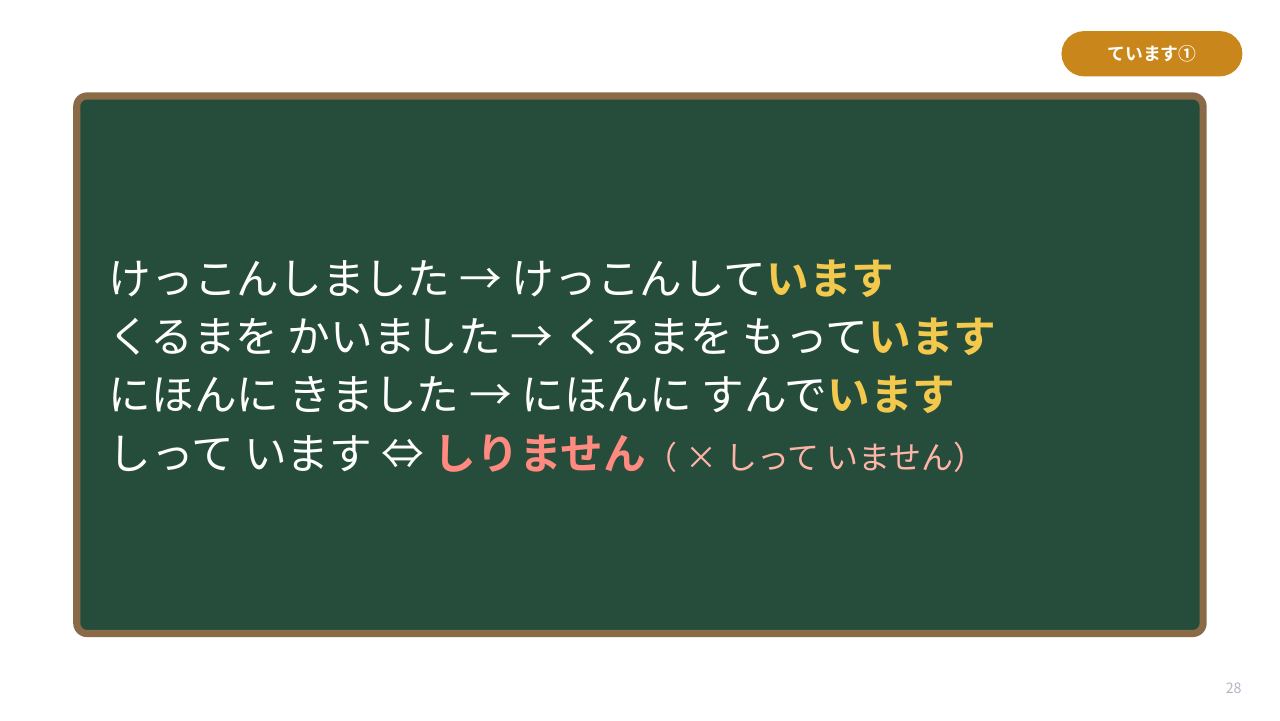 ています①
けっこんしました → けっこんしています
くるまを かいました → くるまを もっています
にほんに きました → にほんに すんでいます
しって います ⇔ しりません（ × しって いません）
28